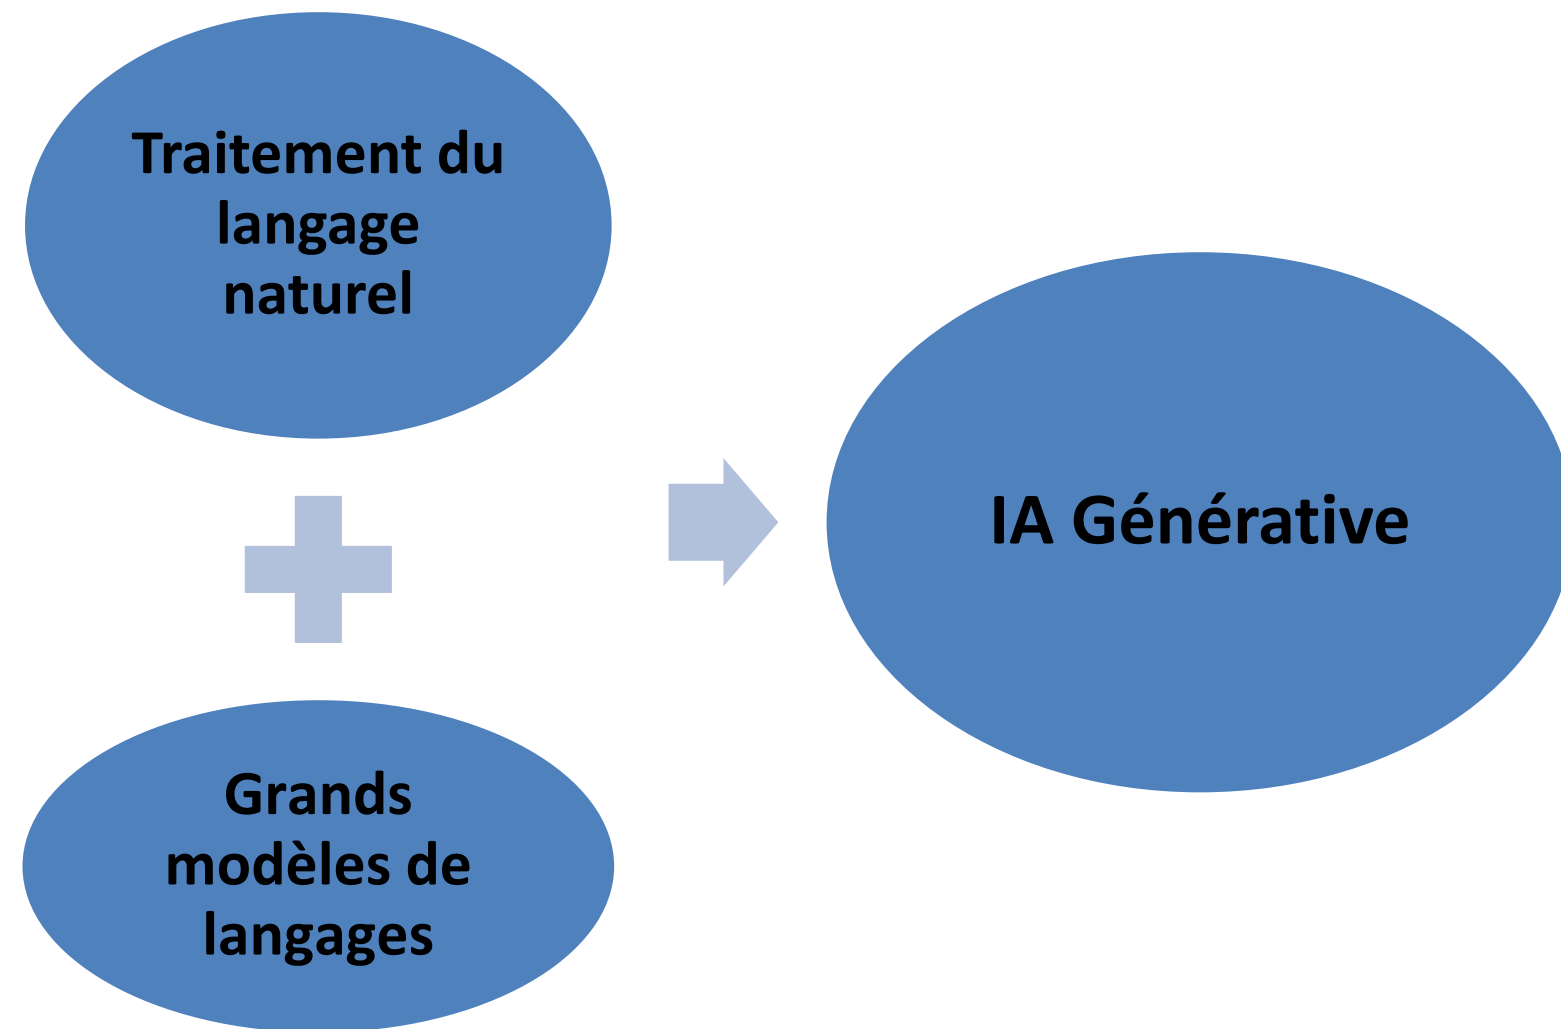 Traitement du
langage
naturel
Grands
modèles de
langages
IA Générative